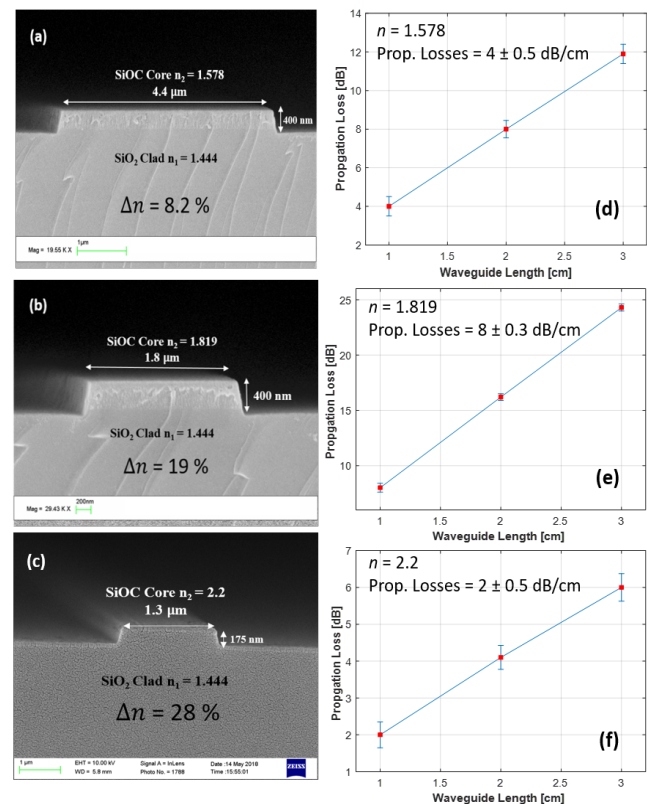 (a)
SiOC Core n₂ = 1.578
4.4 μm
400 nm
SiO₂ Clad n₁ = 1.444
Δn = 8.2 %
Mag = 19.55 K X
1μm
14
12
10
8
6
4
2
Propgation Loss [dB]
n = 1.578
Prop. Losses = 4 ± 0.5 dB/cm
(d)
1
1.5
2
2.5
3
Waveguide Length [cm]
(b)
SiOC Core n₂ = 1.819
1.8 μm
400 nm
SiO₂ Clad n₁ = 1.444
Δn = 19 %
Mag = 29.43 K X
200nm
25
20
15
10
Propgation Loss [dB]
n = 1.819
Prop. Losses = 8 ± 0.3 dB/cm
(e)
1
1.5
2
2.5
3
Waveguide Length [cm]
(c)
SiOC Core n₂ = 2.2
1.3 μm
175 nm
SiO₂ Clad n₁ = 1.444
Δn = 28 %
1 μm
EHT = 10.00 kV
WD = 5.8 mm
Signal A = InLens
Photo No. = 1788
Date :14 May 2018
Time :15:55:01
ZEISS
7
6
5
4
3
2
1
Propgation Loss [dB]
n = 2.2
Prop. Losses = 2 ± 0.5 dB/cm
(f)
1
1.5
2
2.5
3
Waveguide Length [cm]